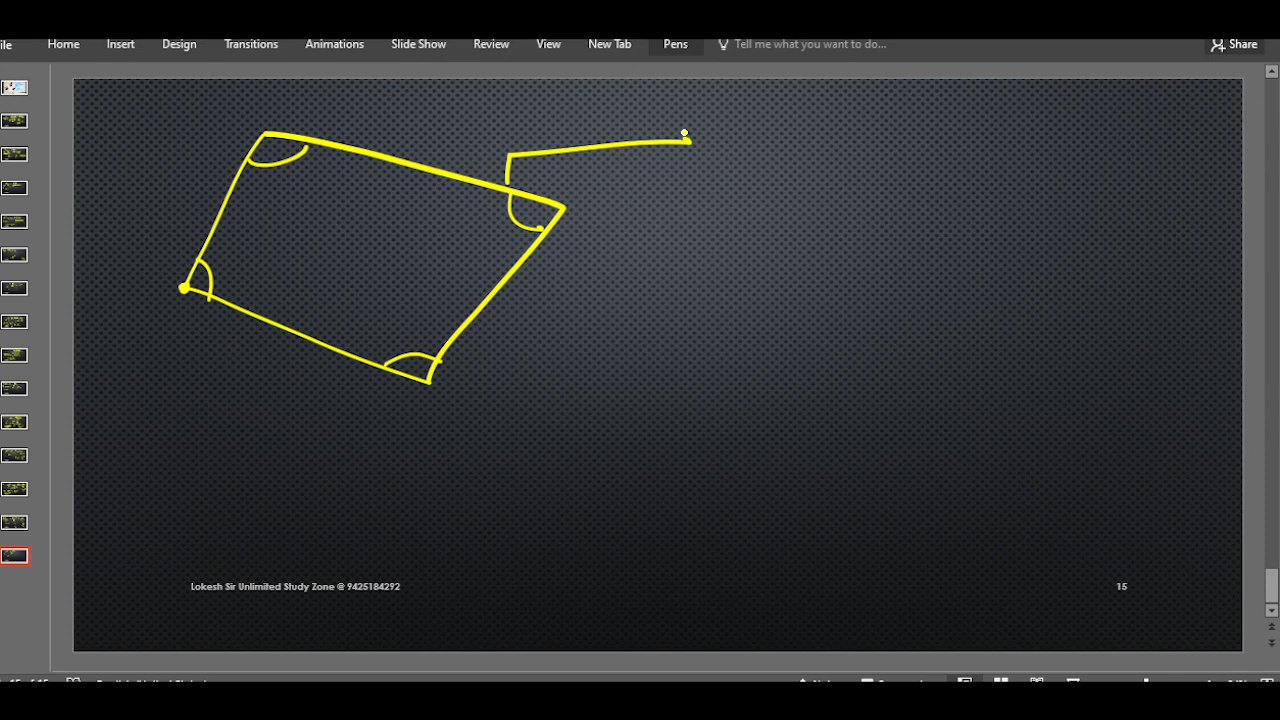 ile Home Insert Design Transitions Animations Slide Show Review View New Tab Pens Tell me what you want to do... Share
Lokesh Sir Unlimited Study Zone @ 9425184292
15